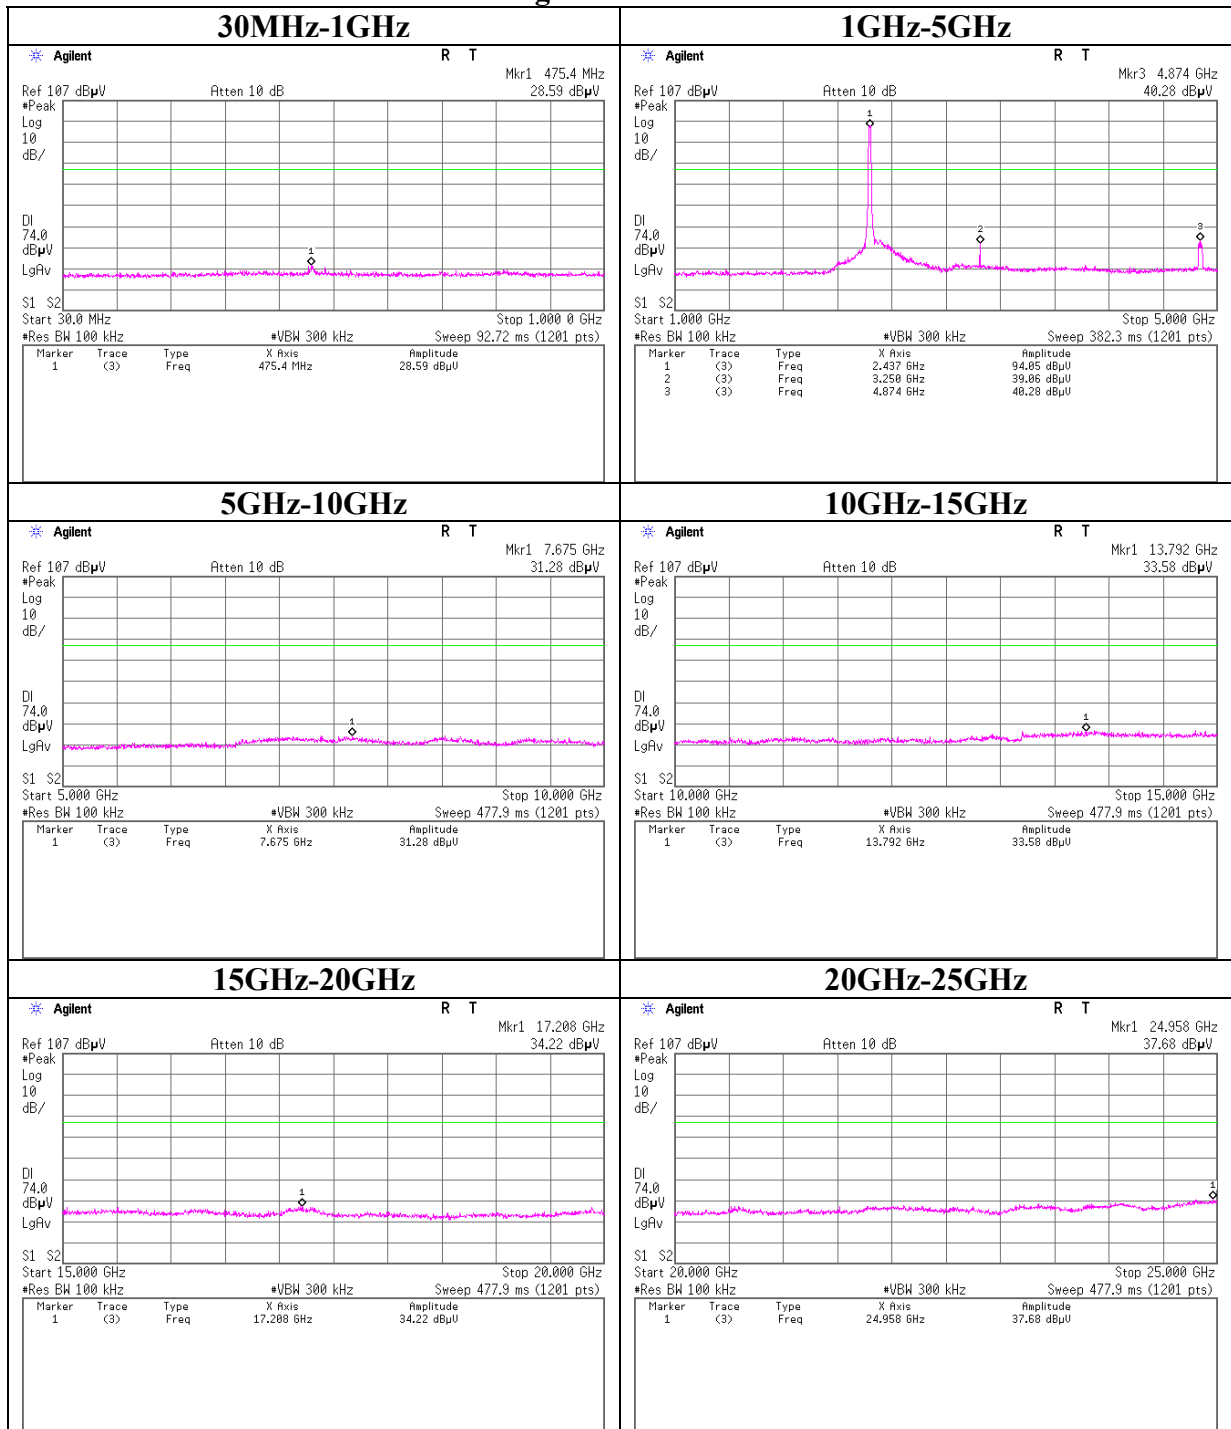 30MHz-1GHz
Agilent R T
Mkr1 475.4 MHz
Ref 107 dBµV Atten 10 dB 28.59 dBµV
#Peak
Log
10
dB/
1
DI
74.0
dBµV
LgAv
S1 S2
Start 30.0 MHz Stop 1.000 0 GHz
#Res BW 100 kHz #VBW 300 kHz Sweep 92.72 ms (1201 pts)
Marker Trace Type X Axis Amplitude
1 (3) Freq 475.4 MHz 28.59 dBµV
1GHz-5GHz
Agilent R T
Mkr3 4.874 GHz
Ref 107 dBµV Atten 10 dB 40.28 dBµV
#Peak
Log
10
dB/
1
2
3
DI
74.0
dBµV
LgAv
S1 S2
Start 1.000 GHz Stop 5.000 GHz
#Res BW 100 kHz #VBW 300 kHz Sweep 382.3 ms (1201 pts)
Marker Trace Type X Axis Amplitude
1 (3) Freq 2.437 GHz 94.05 dBµV
2 (3) Freq 3.250 GHz 39.06 dBµV
3 (3) Freq 4.874 GHz 40.28 dBµV
5GHz-10GHz
Agilent R T
Mkr1 7.675 GHz
Ref 107 dBµV Atten 10 dB 31.28 dBµV
#Peak
Log
10
dB/
1
DI
74.0
dBµV
LgAv
S1 S2
Start 5.000 GHz Stop 10.000 GHz
#Res BW 100 kHz #VBW 300 kHz Sweep 477.9 ms (1201 pts)
Marker Trace Type X Axis Amplitude
1 (3) Freq 7.675 GHz 31.28 dBµV
10GHz-15GHz
Agilent R T
Mkr1 13.792 GHz
Ref 107 dBµV Atten 10 dB 33.58 dBµV
#Peak
Log
10
dB/
1
DI
74.0
dBµV
LgAv
S1 S2
Start 10.000 GHz Stop 15.000 GHz
#Res BW 100 kHz #VBW 300 kHz Sweep 477.9 ms (1201 pts)
Marker Trace Type X Axis Amplitude
1 (3) Freq 13.792 GHz 33.58 dBµV
15GHz-20GHz
Agilent R T
Mkr1 17.208 GHz
Ref 107 dBµV Atten 10 dB 34.22 dBµV
#Peak
Log
10
dB/
1
DI
74.0
dBµV
LgAv
S1 S2
Start 15.000 GHz Stop 20.000 GHz
#Res BW 100 kHz #VBW 300 kHz Sweep 477.9 ms (1201 pts)
Marker Trace Type X Axis Amplitude
1 (3) Freq 17.208 GHz 34.22 dBµV
20GHz-25GHz
Agilent R T
Mkr1 24.958 GHz
Ref 107 dBµV Atten 10 dB 37.68 dBµV
#Peak
Log
10
dB/
1
DI
74.0
dBµV
LgAv
S1 S2
Start 20.000 GHz Stop 25.000 GHz
#Res BW 100 kHz #VBW 300 kHz Sweep 477.9 ms (1201 pts)
Marker Trace Type X Axis Amplitude
1 (3) Freq 24.958 GHz 37.68 dBµV